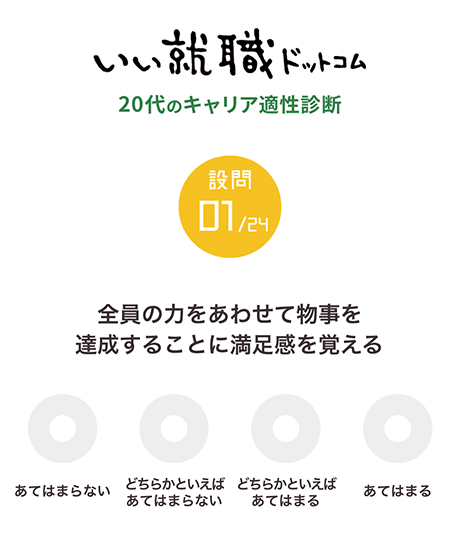 いい就職ドットコム
20代のキャリア適性診断
設問
01/24
全員の力をあわせて物事を
達成することに満足感を覚える
あてはまらない
どちらかといえば
あてはまらない
どちらかといえば
あてはまる
あてはまる